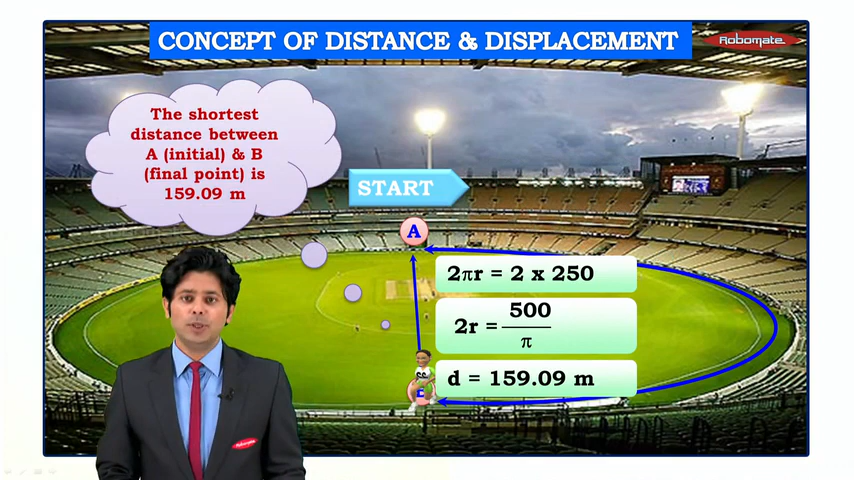 CONCEPT OF DISTANCE & DISPLACEMENT
Robomate
The shortest
distance between
A (initial) & B
(final point) is
159.09 m
START
A
2πr = 2 x 250
2r = 500
π
d = 159.09 m
Robomate